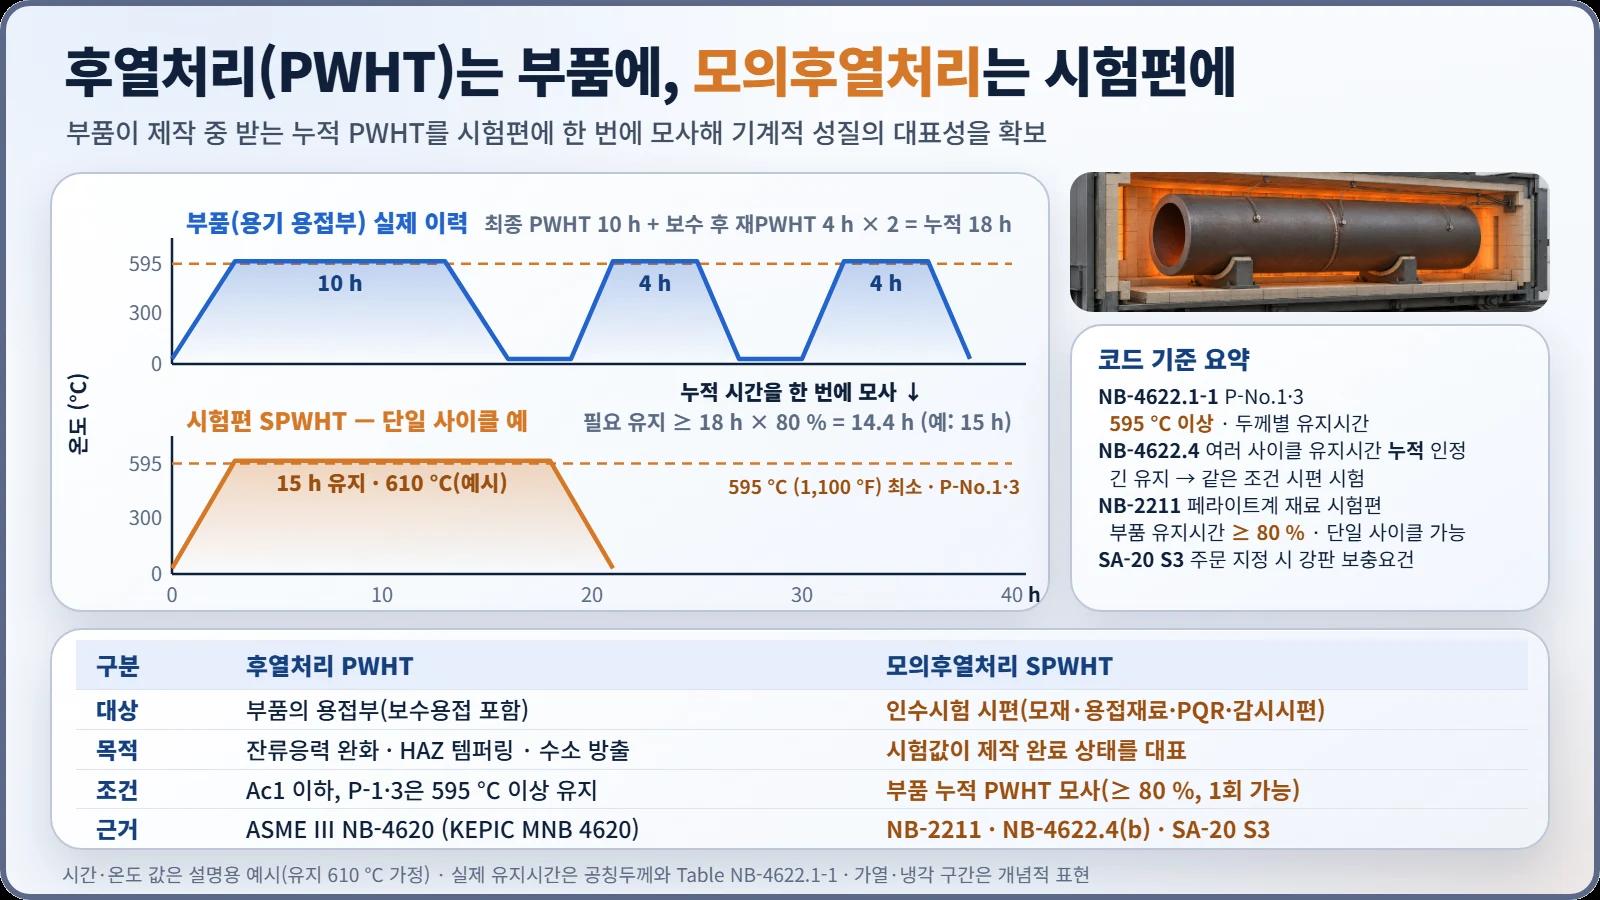 후열처리(PWHT)는 부품에, 모의후열처리는 시험편에
부품이 제작 중 받는 누적 PWHT를 시험편에 한 번에 모사해 기계적 성질의 대표성을 확보
부품(용기 용접부) 실제 이력 최종 PWHT 10 h + 보수 후 재PWHT 4 h × 2 = 누적 18 h
595
10 h
4 h
4 h
300
0
온도 (°C)
누적 시간을 한 번에 모사 ↓
시험편 SPWHT — 단일 사이클 예 필요 유지 ≥ 18 h × 80 % = 14.4 h (예: 15 h)
595
15 h 유지 · 610 °C(예시)
595 °C (1,100 °F) 최소 · P-No.1·3
300
0
0 10 20 30 40 h
코드 기준 요약
NB-4622.1-1 P-No.1·3
595 °C 이상 · 두께별 유지시간
NB-4622.4 여러 사이클 유지시간 누적 인정
긴 유지 → 같은 조건 시편 시험
NB-2211 페라이트계 재료 시험편
부품 유지시간 ≥ 80 % · 단일 사이클 가능
SA-20 S3 주문 지정 시 강판 보충요건
구분 후열처리 PWHT 모의후열처리 SPWHT
대상 부품의 용접부(보수용접 포함) 인수시험 시편(모재·용접재료·PQR·감시시편)
목적 잔류응력 완화 · HAZ 템퍼링 · 수소 방출 시험값이 제작 완료 상태를 대표
조건 Ac1 이하, P-1·3은 595 °C 이상 유지 부품 누적 PWHT 모사(≥ 80 %, 1회 가능)
근거 ASME III NB-4620 (KEPIC MNB 4620) NB-2211 · NB-4622.4(b) · SA-20 S3
시간·온도 값은 설명용 예시(유지 610 °C 가정) · 실제 유지시간은 공칭두께와 Table NB-4622.1-1 · 가열·냉각 구간은 개념적 표현